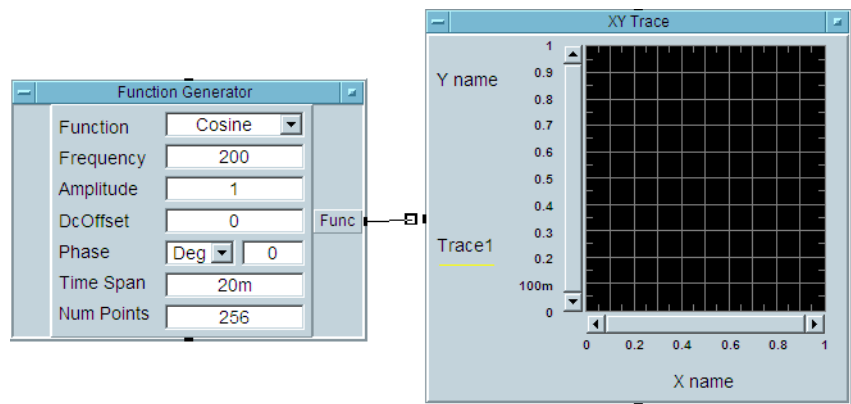 Function Generator
Function Cosine
Frequency 200
Amplitude 1
DcOffset 0
Phase Deg 0
Time Span 20m
Num Points 256
Func
XY Trace
Y name
Trace1
1
0.9
0.8
0.7
0.6
0.5
0.4
0.3
0.2
100m
0
0 0.2 0.4 0.6 0.8 1
X name